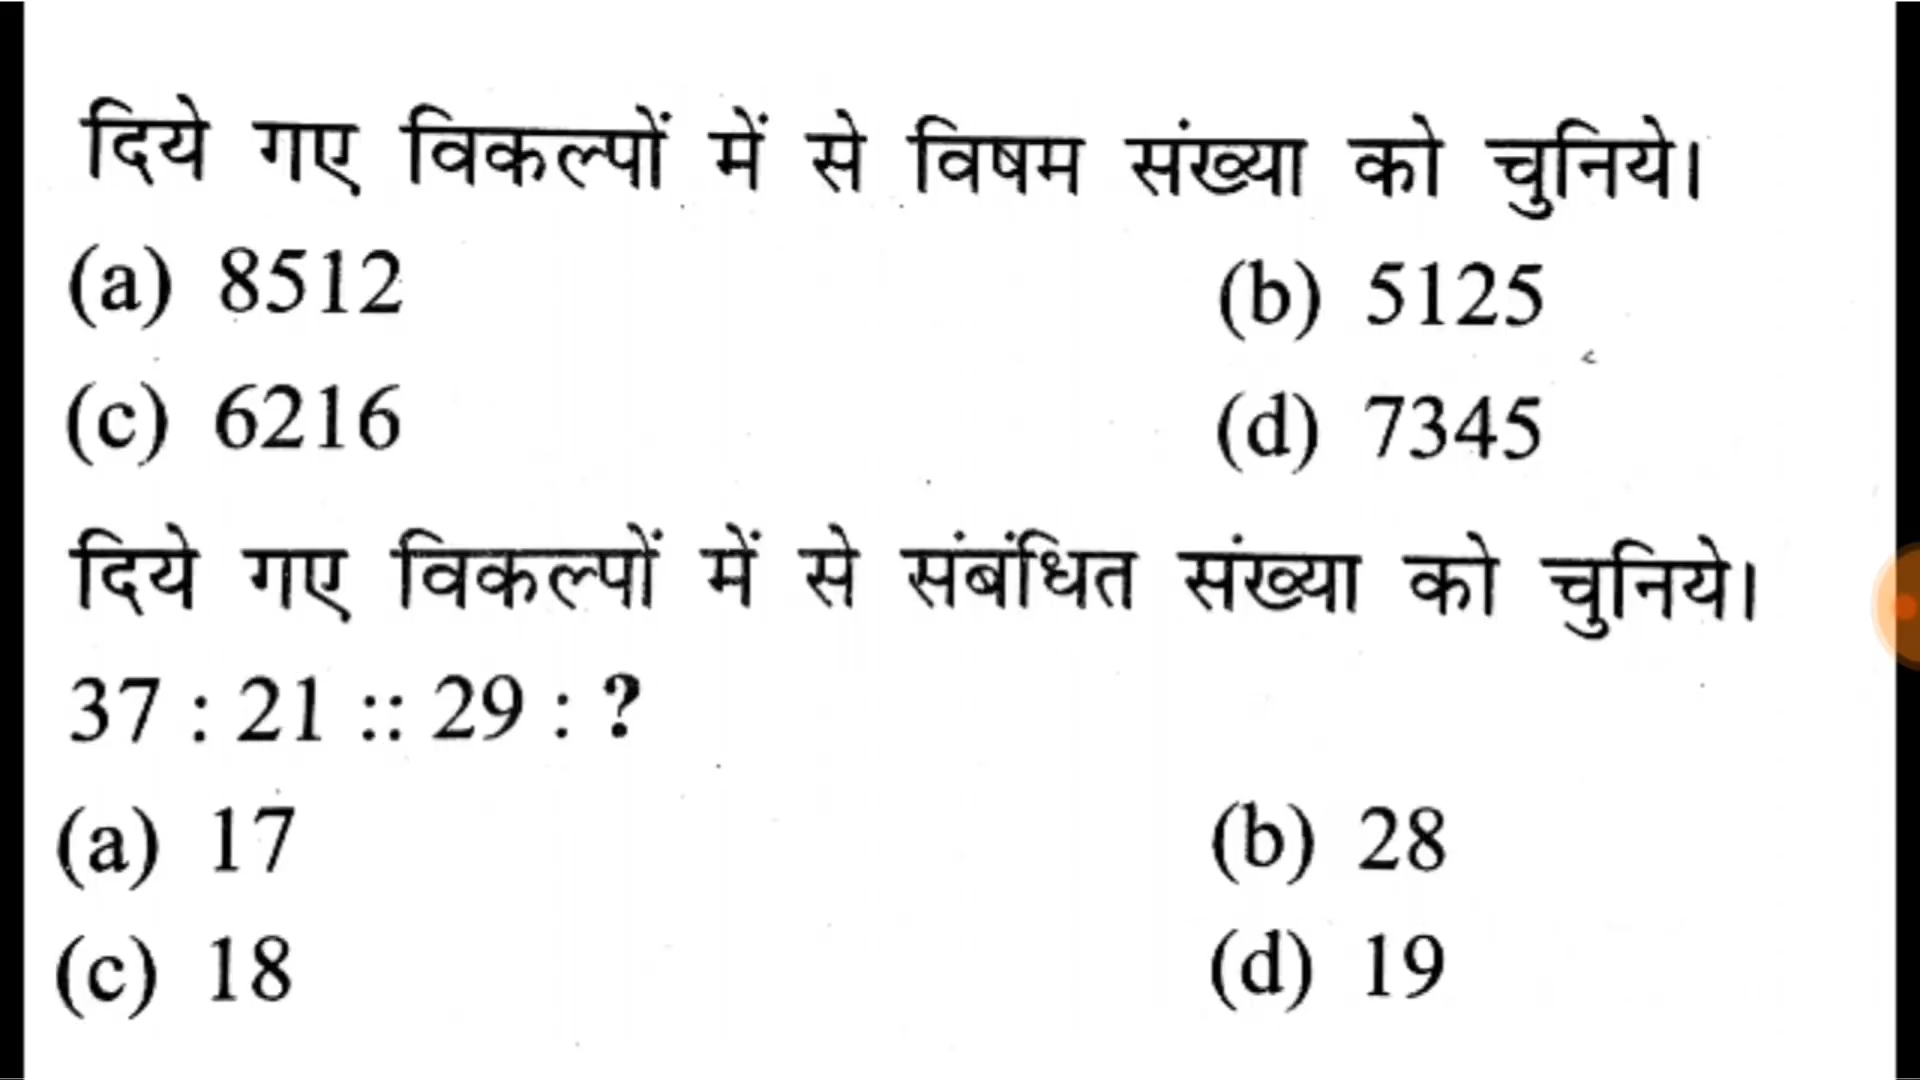 दिये गए विकल्पों में से विषम संख्या को चुनिये।
(a) 8512 (b) 5125
(c) 6216 (d) 7345
दिये गए विकल्पों में से संबंधित संख्या को चुनिये।
37 : 21 :: 29 : ?
(a) 17 (b) 28
(c) 18 (d) 19